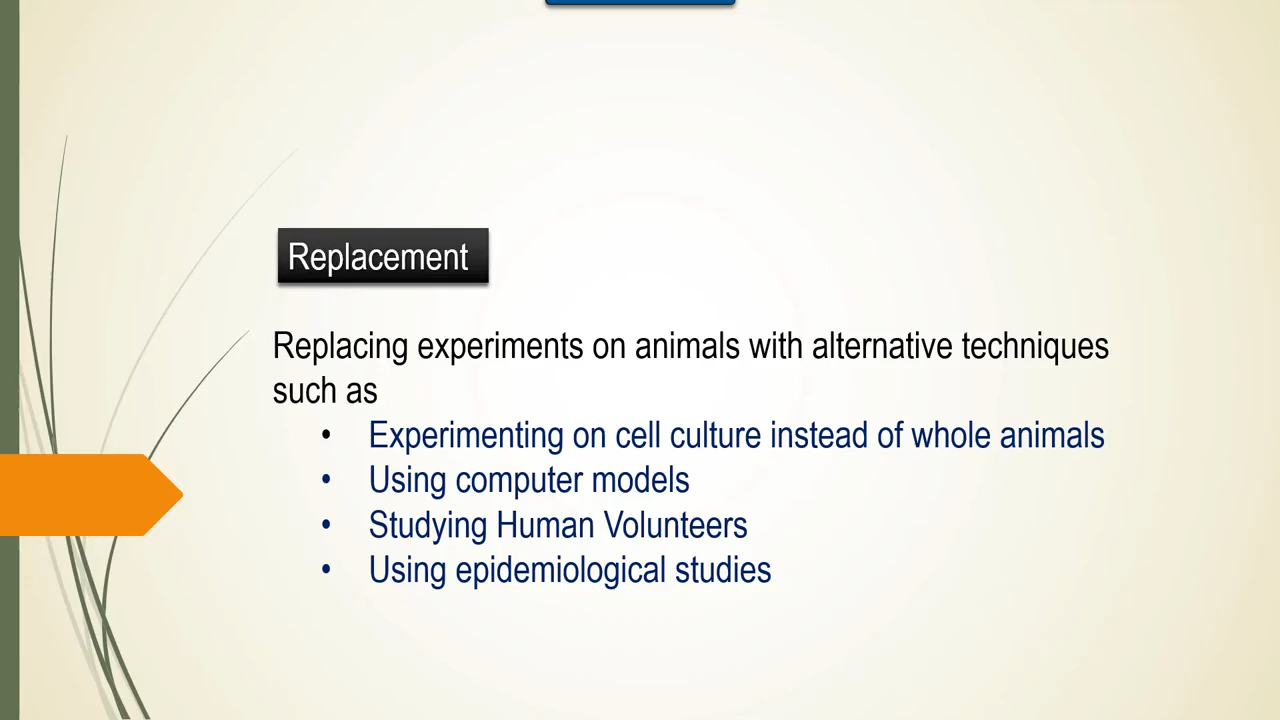 Replacement
Replacing experiments on animals with alternative techniques
such as
• Experimenting on cell culture instead of whole animals
• Using computer models
• Studying Human Volunteers
• Using epidemiological studies